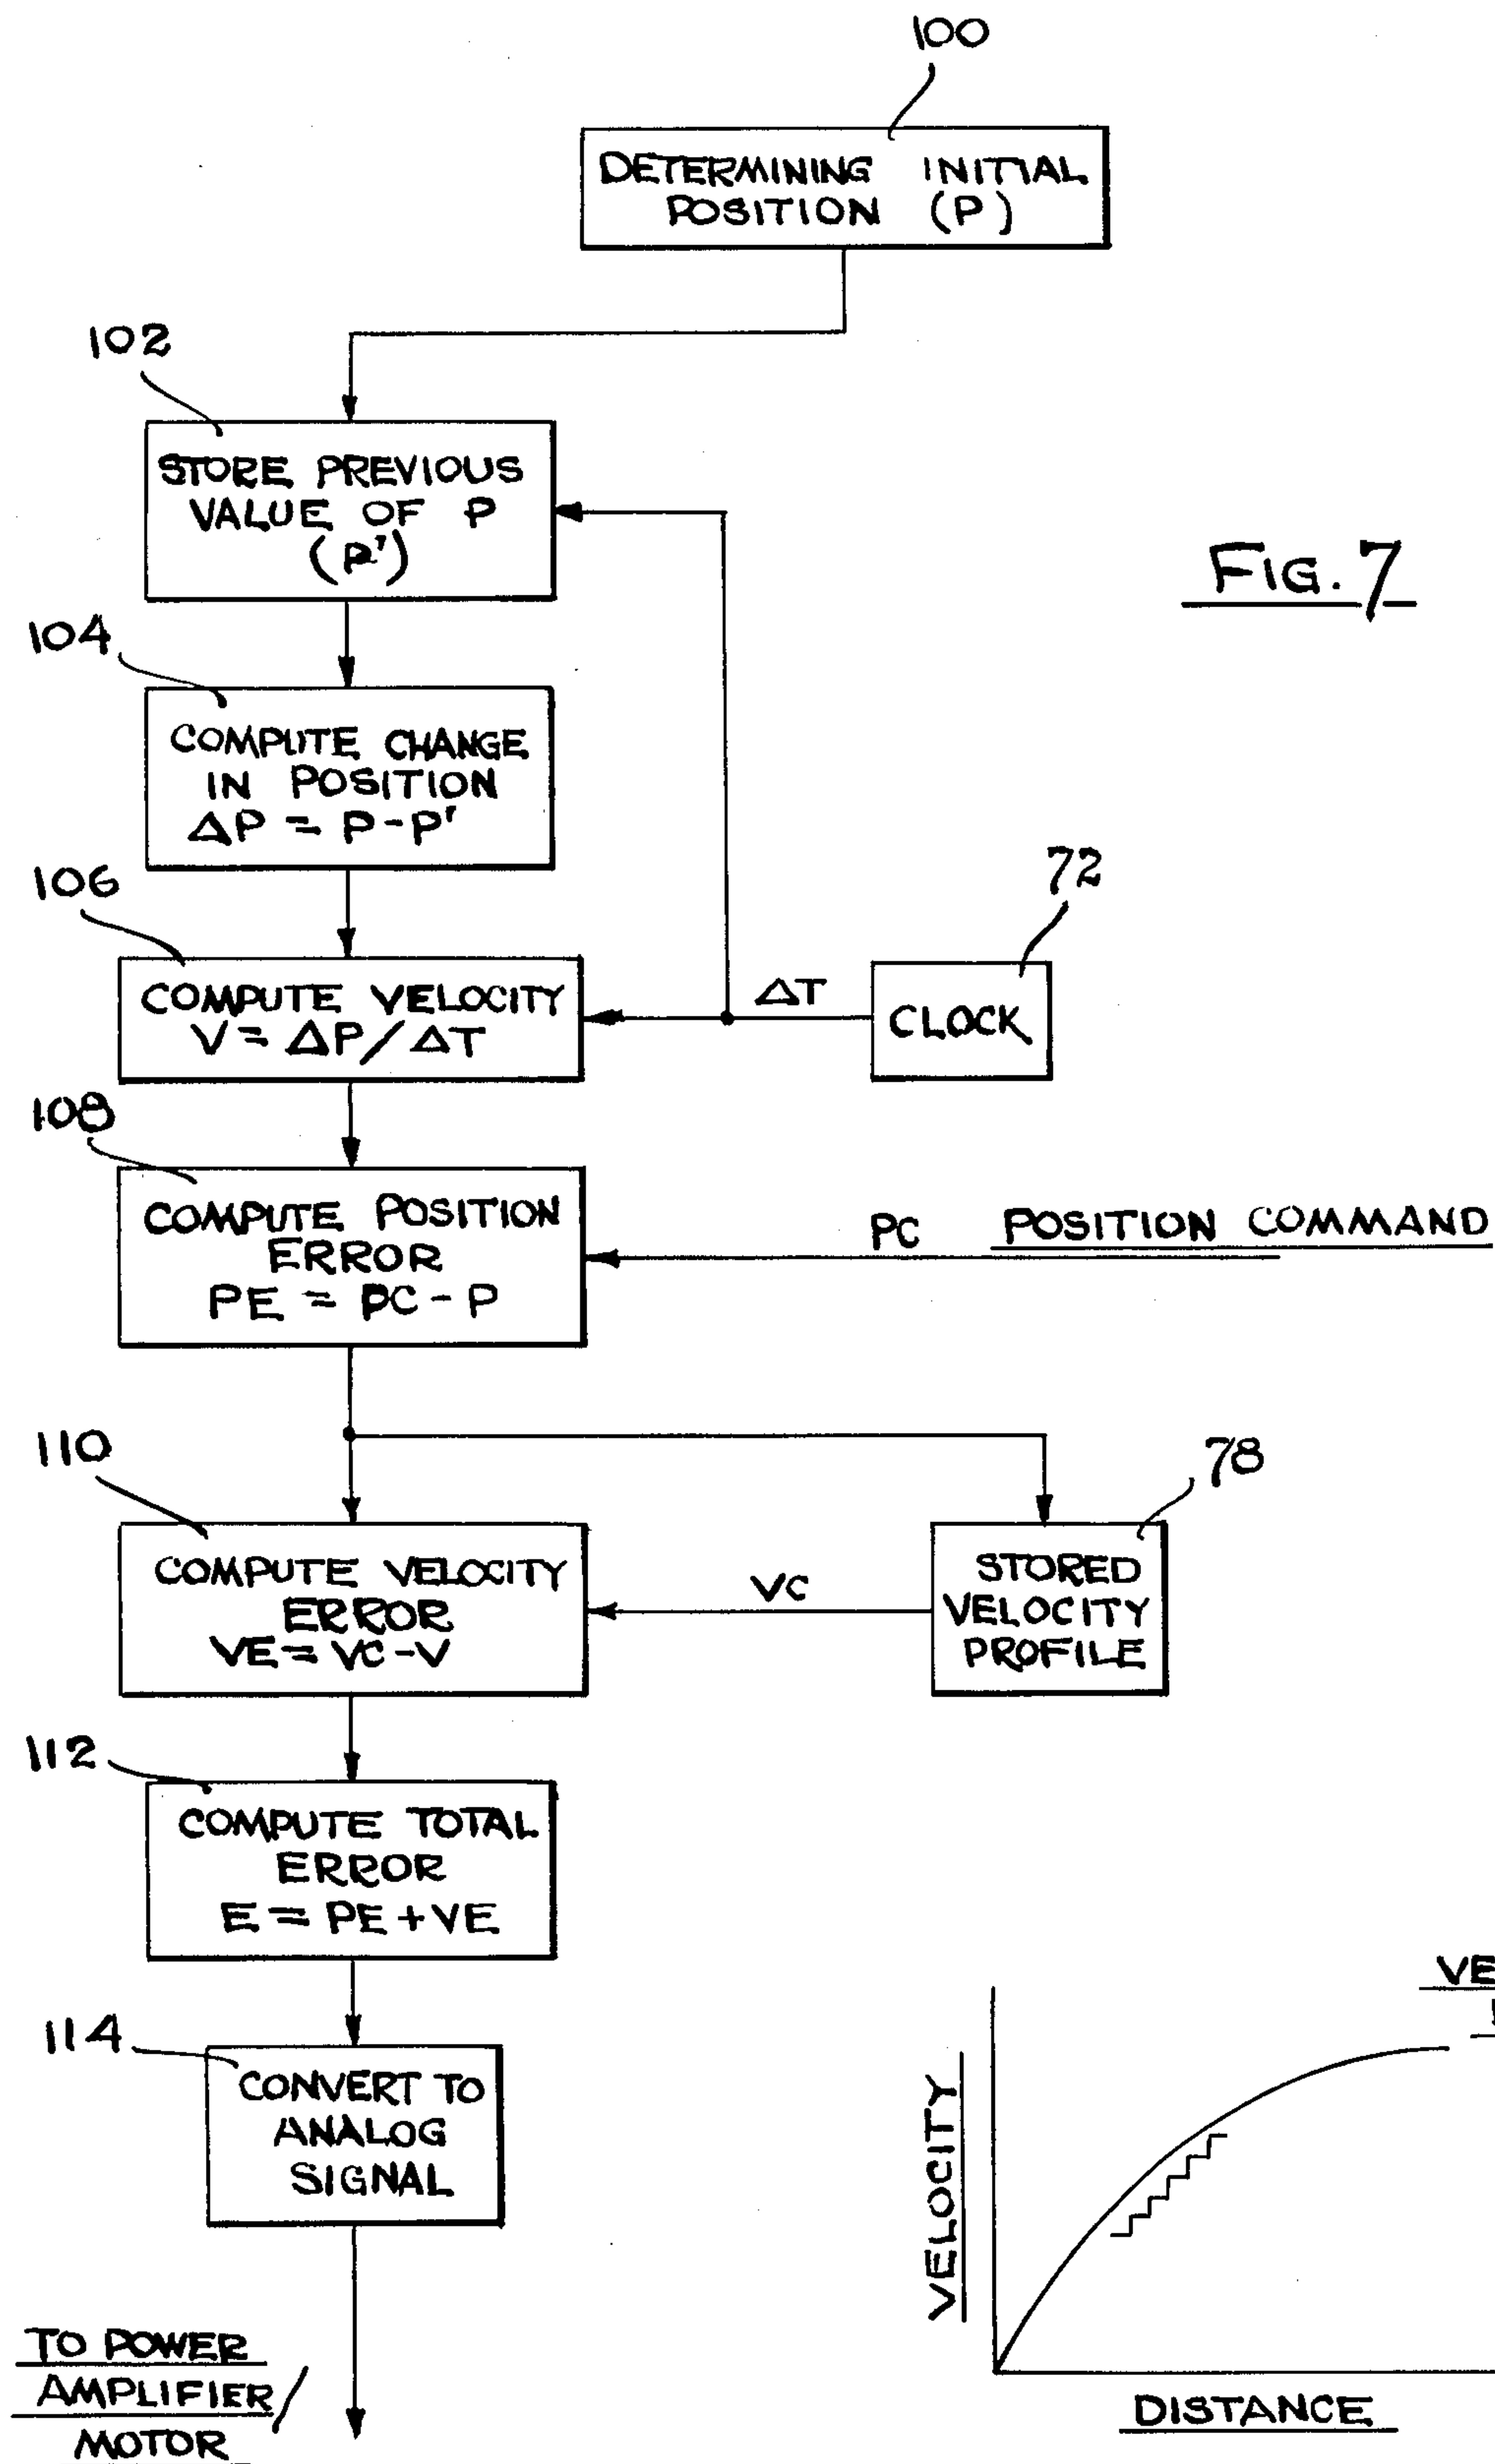 100
DETERMINING INITIAL
POSITION (P)
102
STORE PREVIOUS
VALUE OF P
(P')
FIG. 7
104
COMPUTE CHANGE
IN POSITION
ΔP = P-P'
106
COMPUTE VELOCITY
V = ΔP/ΔT
ΔT
72
CLOCK
108
COMPUTE POSITION
ERROR
PE = PC - P
PC POSITION COMMAND
110
COMPUTE VELOCITY
ERROR
VE = VC - V
VC
78
STORED
VELOCITY
PROFILE
112
COMPUTE TOTAL
ERROR
E = PE + VE
114
CONVERT TO
ANALOG
SIGNAL
TO POWER
AMPLIFIER/
MOTOR
VE
VELOCITY
DISTANCE